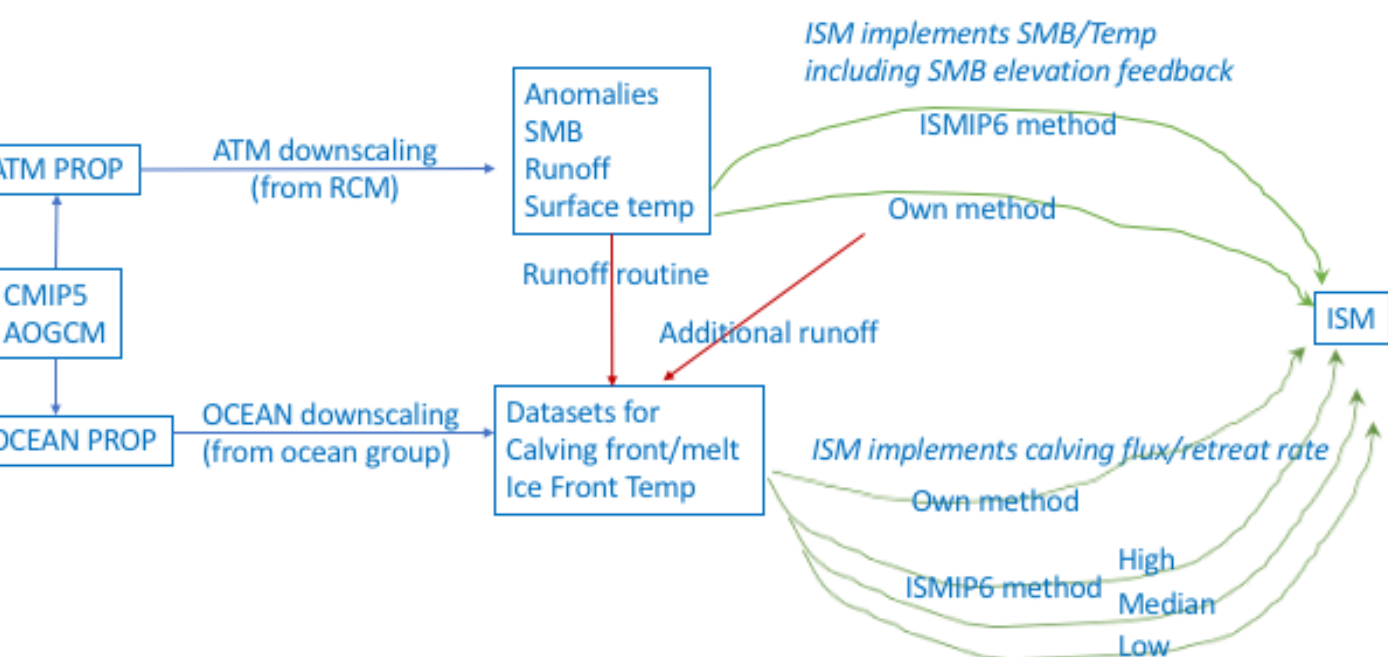 ISM implements SMB/Temp
including SMB elevation feedback
Anomalies
SMB
Runoff
Surface temp
ISMIP6 method
ATM PROP
ATM downscaling
(from RCM)
Own method
Runoff routine
CMIP5
AOGCM
Additional runoff
ISM
OCEAN PROP
OCEAN downscaling
(from ocean group)
Datasets for
Calving front/melt
Ice Front Temp
ISM implements calving flux/retreat rate
Own method
High
ISMIP6 method
Median
Low